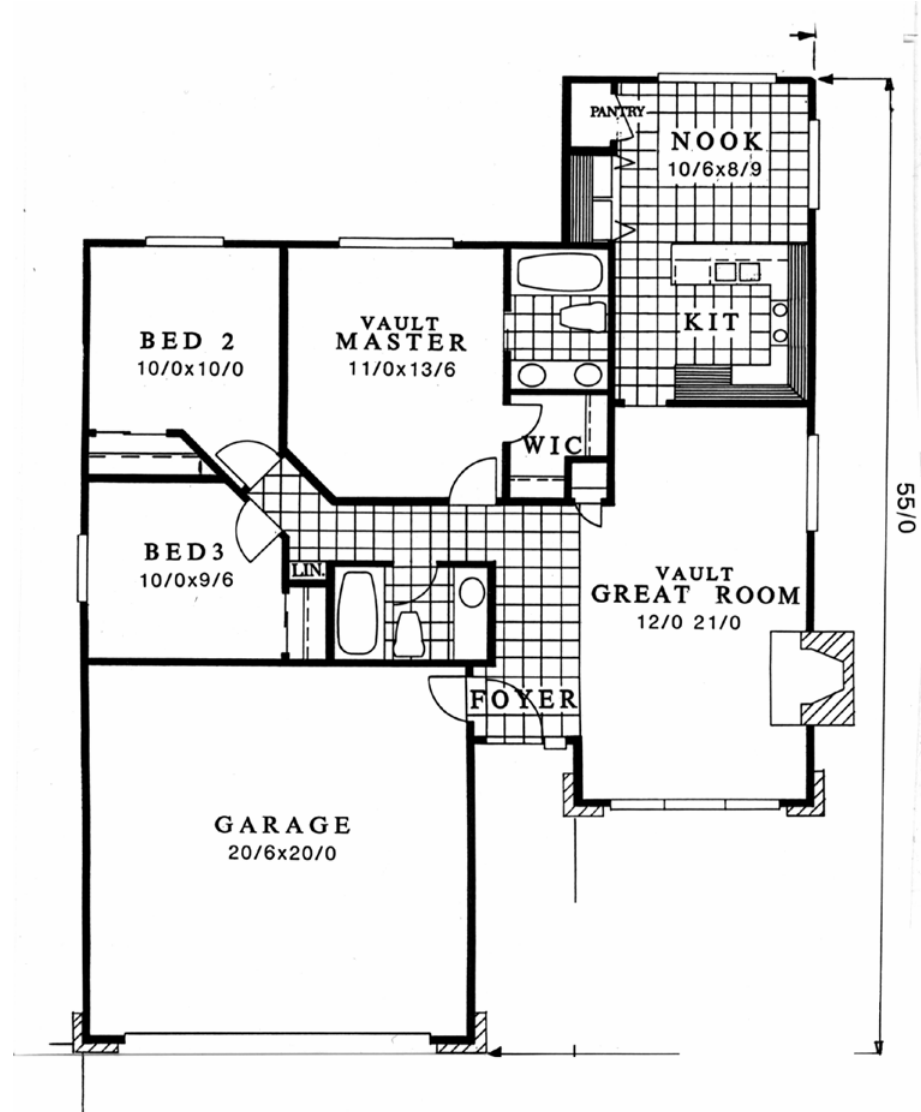 PANTRY
NOOK
10/6x8/9
BED 2
10/0x10/0
VAULT
MASTER
11/0x13/6
KIT
WIC
55/0
BED3
10/0x9/6
LIN.
VAULT
GREAT ROOM
12/0 21/0
FOYER
GARAGE
20/6x20/0